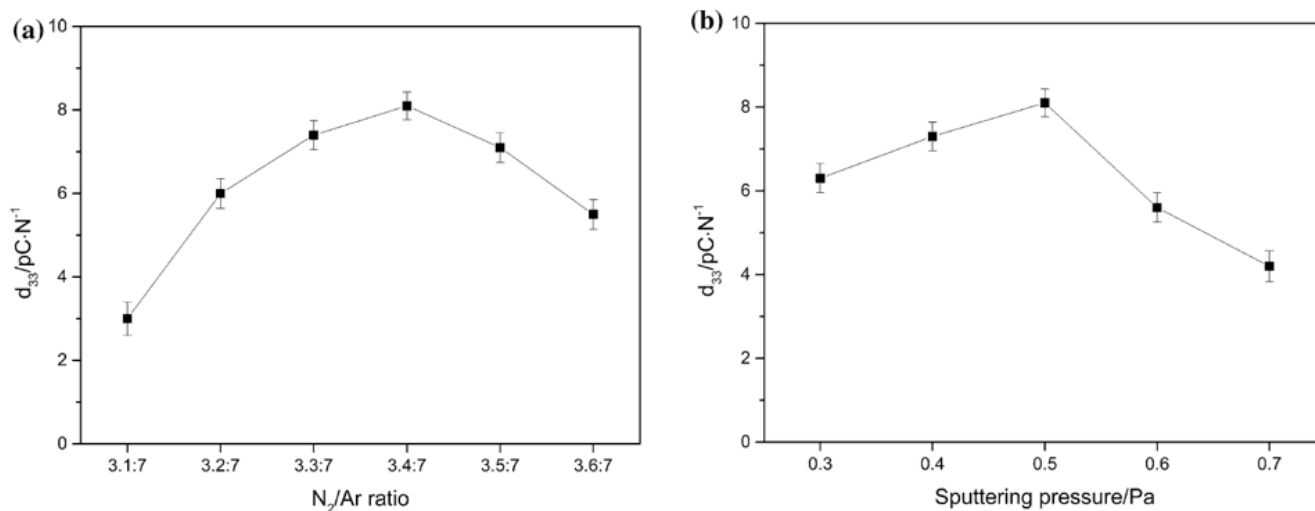 (a)
10
8
6
4
2
0
d₃₃/pC·N⁻¹
3.1:7 3.2:7 3.3:7 3.4:7 3.5:7 3.6:7
N₂/Ar ratio
(b)
10
8
6
4
2
0
d₃₃/pC·N⁻¹
0.3 0.4 0.5 0.6 0.7
Sputtering pressure/Pa